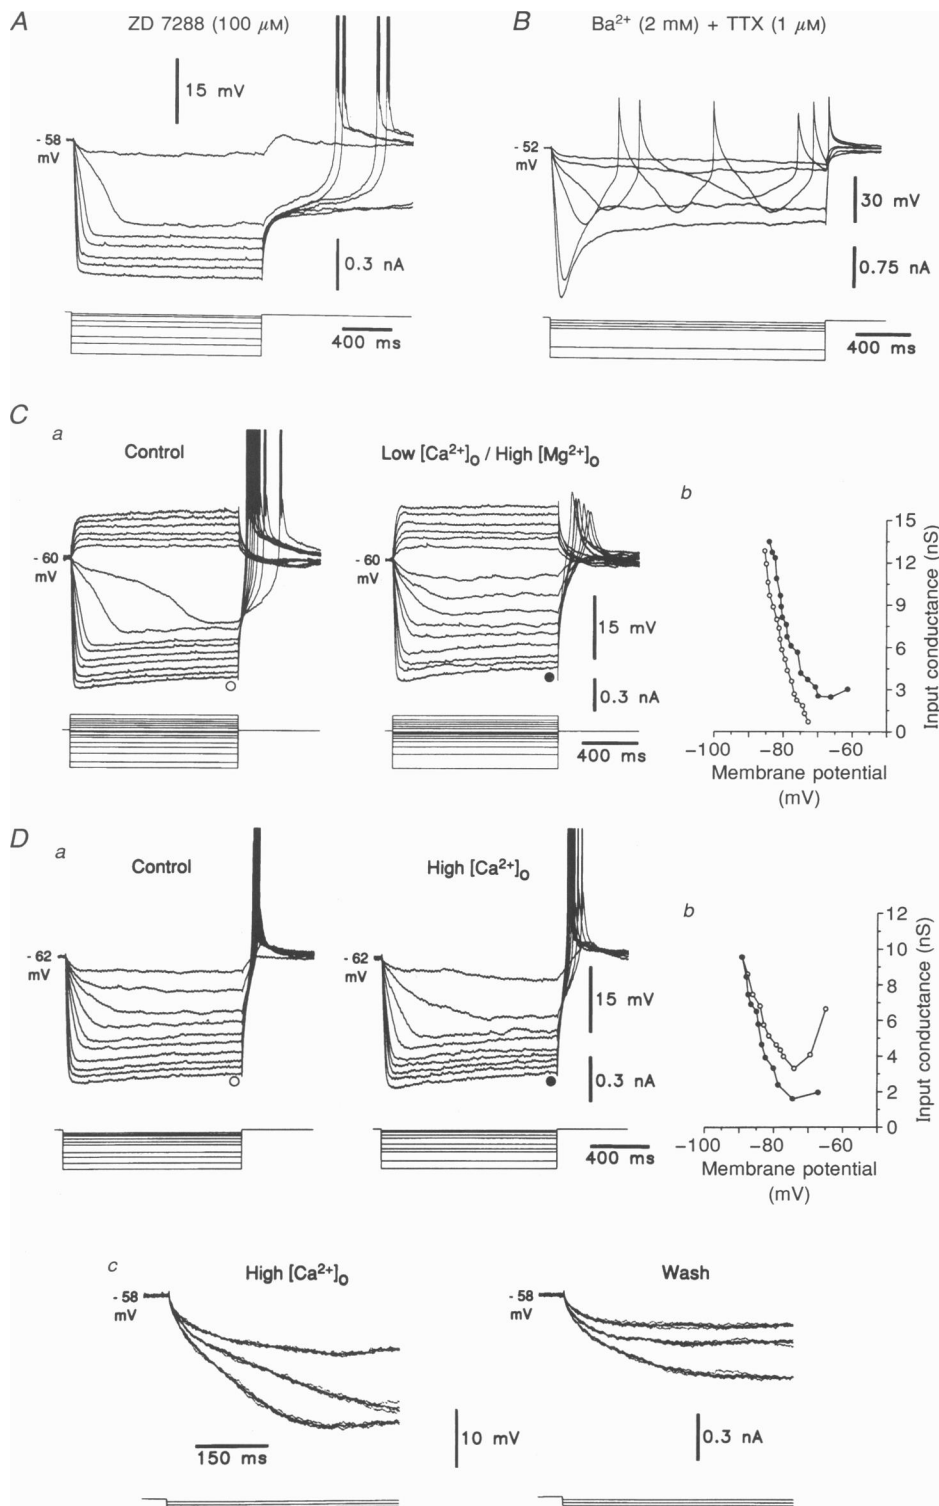 A
ZD 7288 (100 μM)
15 mV
- 58
mV
0.3 nA
400 ms
B
Ba²⁺ (2 mM) + TTX (1 μM)
- 52
mV
30 mV
0.75 nA
400 ms
C
a
Control
- 60
mV
Low [Ca²⁺]o / High [Mg²⁺]o
- 60
mV
15 mV
0.3 nA
400 ms
b
15
12
9
6
3
0
Input conductance (nS)
−100 −80 −60
Membrane potential
(mV)
D
a
Control
- 62
mV
High [Ca²⁺]o
- 62
mV
15 mV
0.3 nA
400 ms
b
12
10
8
6
4
2
0
Input conductance (nS)
−100 −80 −60
Membrane potential
(mV)
c
High [Ca²⁺]o
- 58
mV
150 ms
10 mV
Wash
- 58
mV
0.3 nA